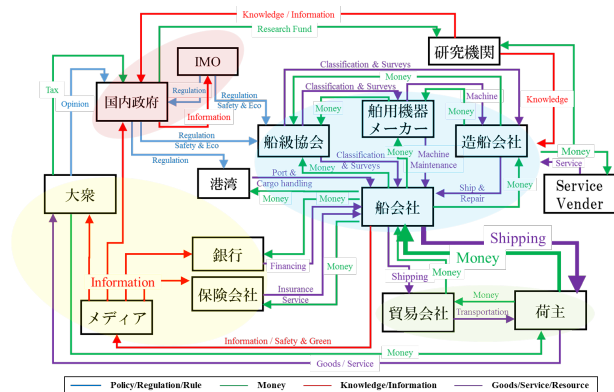 Knowledge / Information
Research Fund
研究機関
IMO
Classification & Surveys
Money
Tax
Opinion
Regulation
国内政府
Regulation
Safety & Eco
Information
Classification & Surveys
Money
舶用機器
メーカー
Machine
Money
Knowledge
Regulation
Safety & Eco
船級協会
造船会社
Money
Regulation
Classification
& Surveys
Money
Machine
Maintenance
Money
Service
大衆
港湾
Port &
Cargo handling
Money
Money
船会社
Ship &
Repair
Money
Service
Vender
銀行
Money
Financing
Shipping
Money
Information
保険会社
Insurance
Service
Money
Shipping
Money
メディア
貿易会社
Money
Transportation
荷主
Information / Safety & Green
Money
Goods / Service
Policy/Regulation/Rule
Money
Knowledge/Information
Goods/Service/Resource